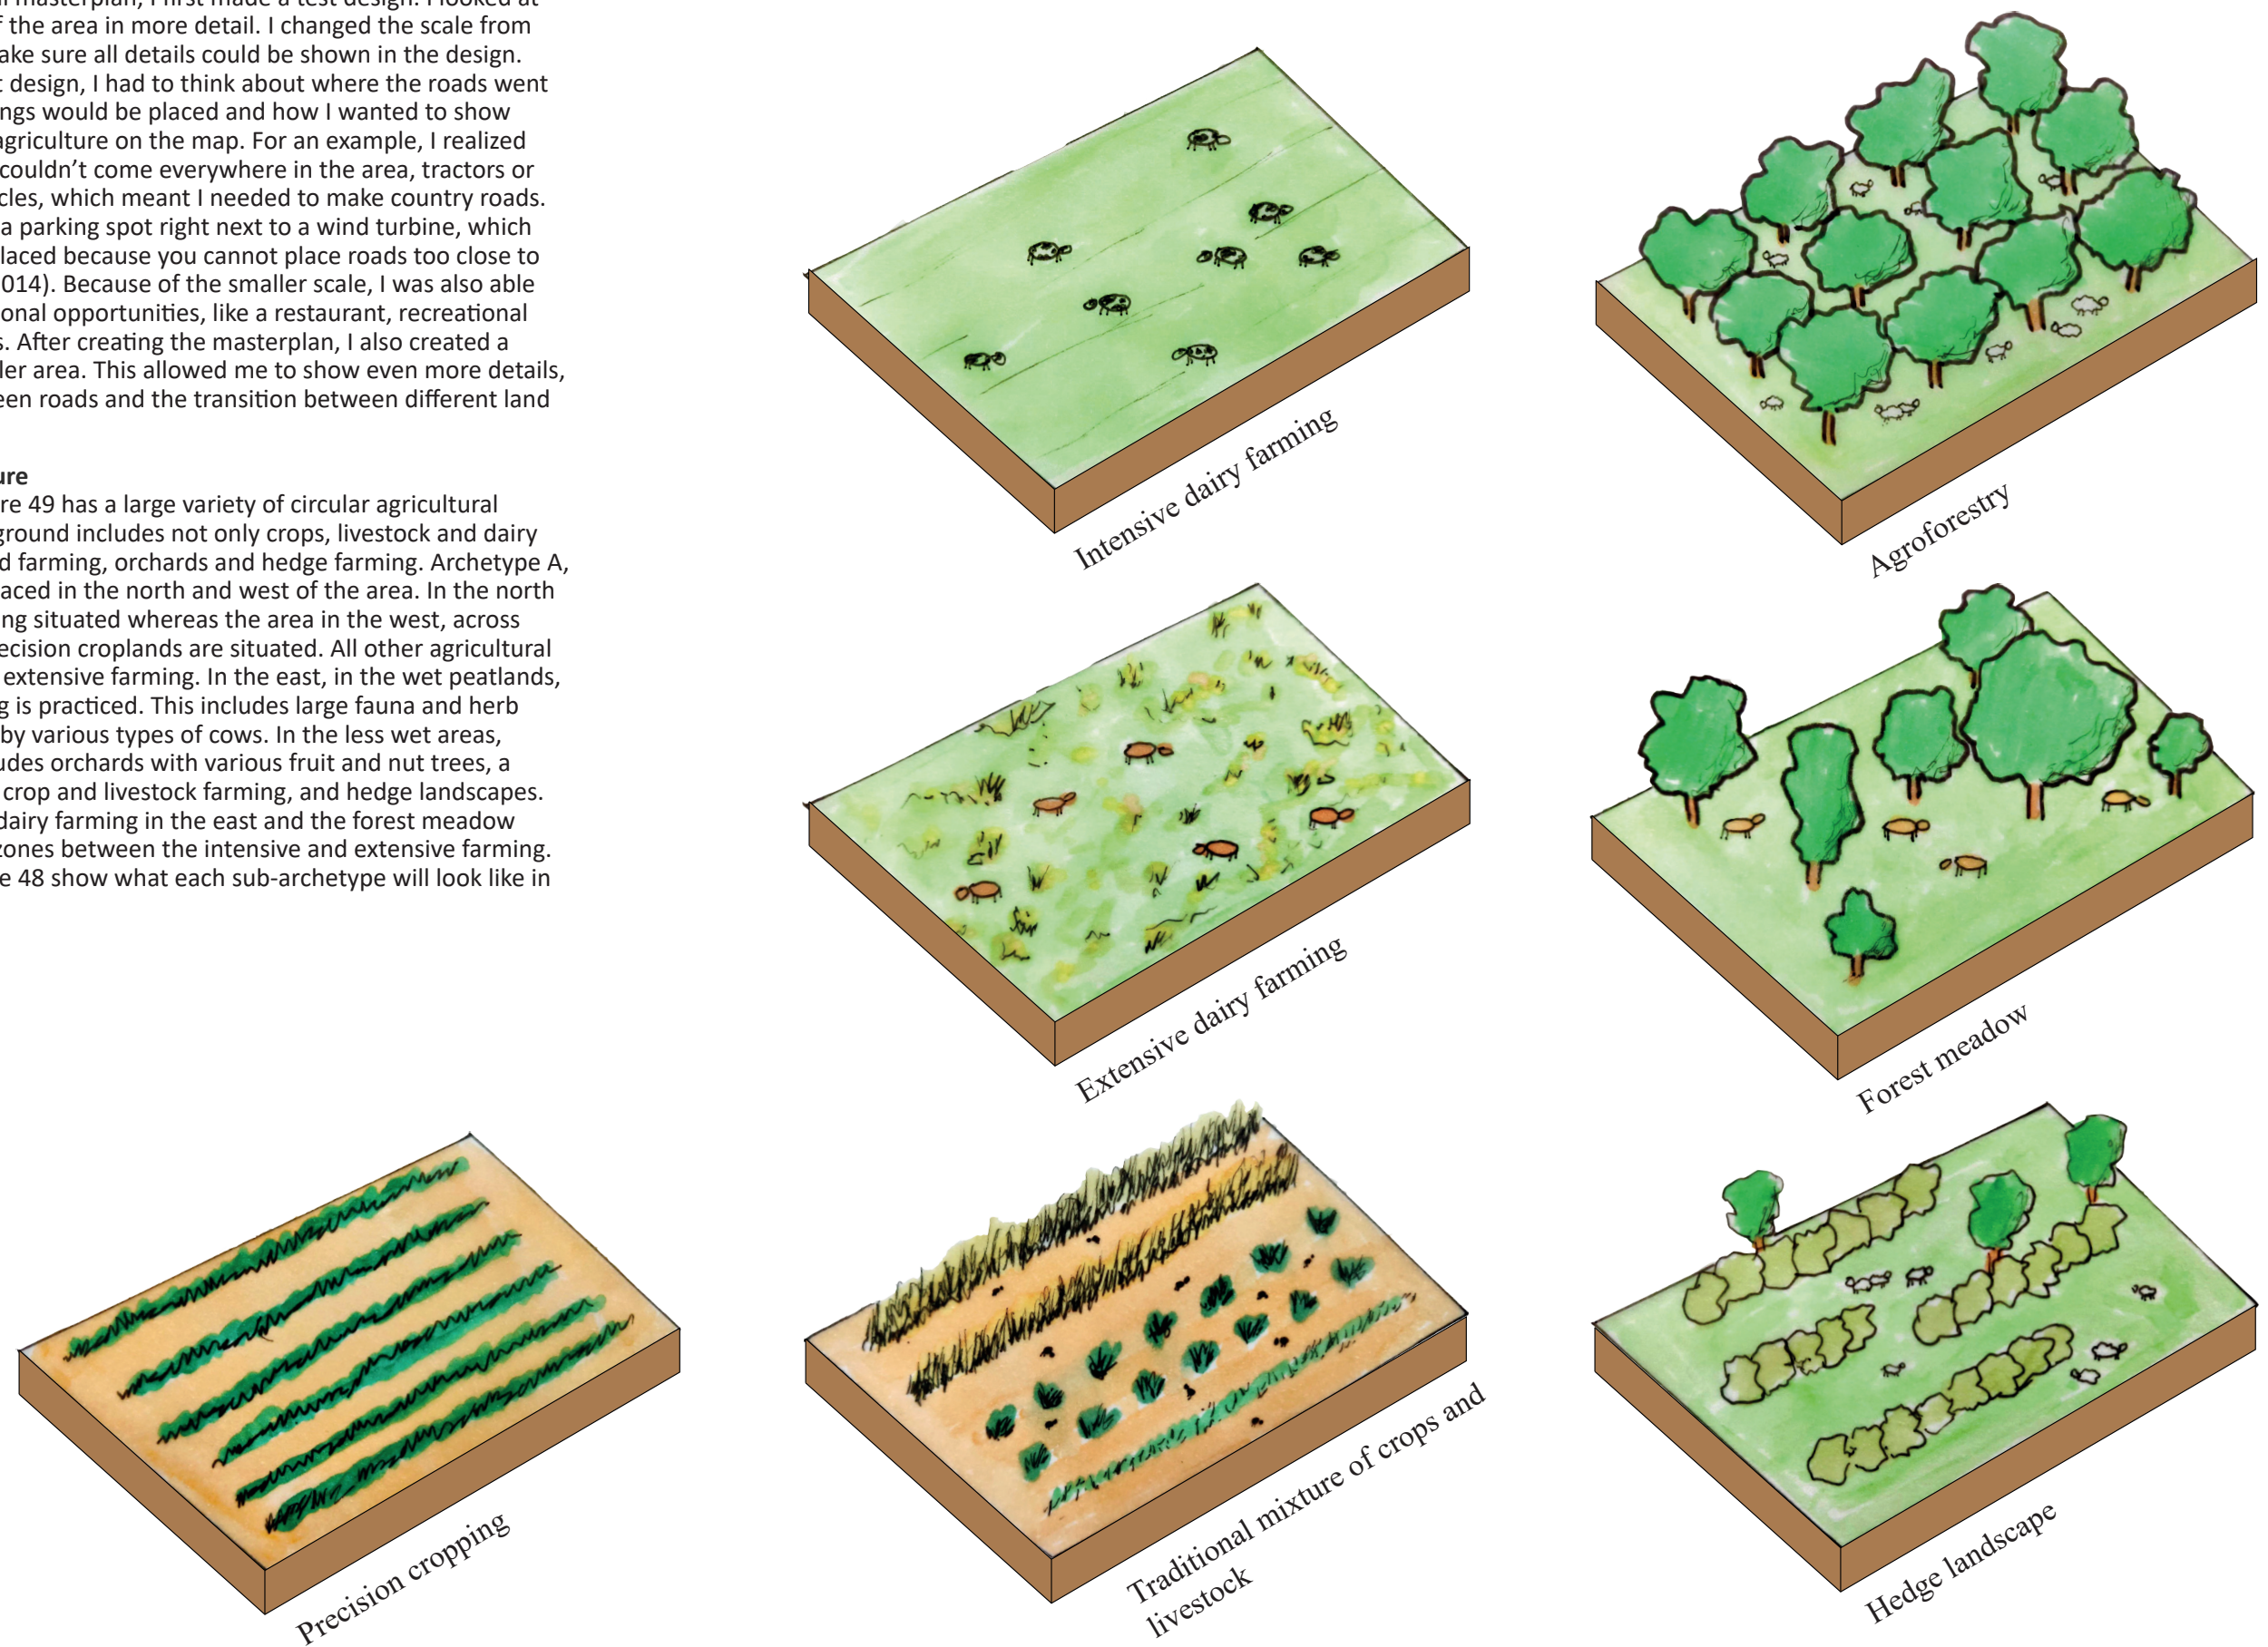 masterplan, I first made a test design. I looked at
f the area in more detail. I changed the scale from
ake sure all details could be shown in the design.
t design, I had to think about where the roads went
ngs would be placed and how I wanted to show
agriculture on the map. For an example, I realized
couldn’t come everywhere in the area, tractors or
cles, which meant I needed to make country roads.
a parking spot right next to a wind turbine, which
laced because you cannot place roads too close to
014). Because of the smaller scale, I was also able
onal opportunities, like a restaurant, recreational
s. After creating the masterplan, I also created a
ler area. This allowed me to show even more details,
een roads and the transition between different land
ure
re 49 has a large variety of circular agricultural
ground includes not only crops, livestock and dairy
d farming, orchards and hedge farming. Archetype A,
aced in the north and west of the area. In the north
ng situated whereas the area in the west, across
ecision croplands are situated. All other agricultural
extensive farming. In the east, in the wet peatlands,
g is practiced. This includes large fauna and herb
by various types of cows. In the less wet areas,
udes orchards with various fruit and nut trees, a
crop and livestock farming, and hedge landscapes.
dairy farming in the east and the forest meadow
zones between the intensive and extensive farming.
e 48 show what each sub-archetype will look like in
Intensive dairy farming
Agroforestry
Extensive dairy farming
Forest meadow
Precision cropping
Traditional mixture of crops and
livestock
Hedge landscape